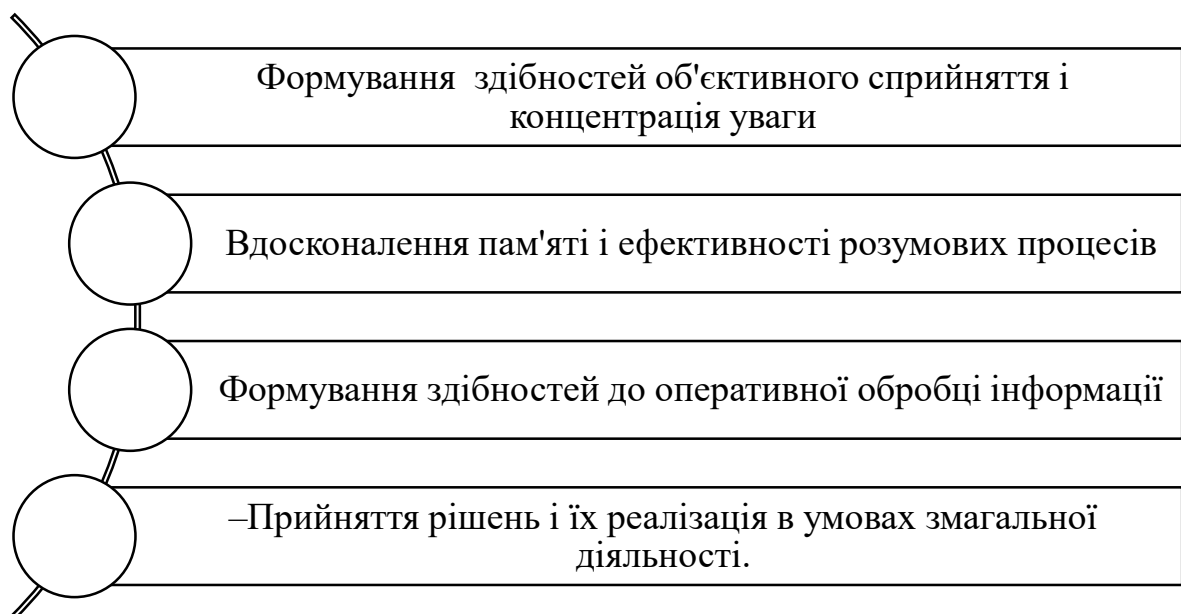 Формування  здібностей об'єктивного сприйняття і
концентрація уваги
Вдосконалення пам'яті і ефективності розумових процесів
Формування здібностей до оперативної обробці інформації
–Прийняття рішень і їх реалізація в умовах змагальної
діяльності.